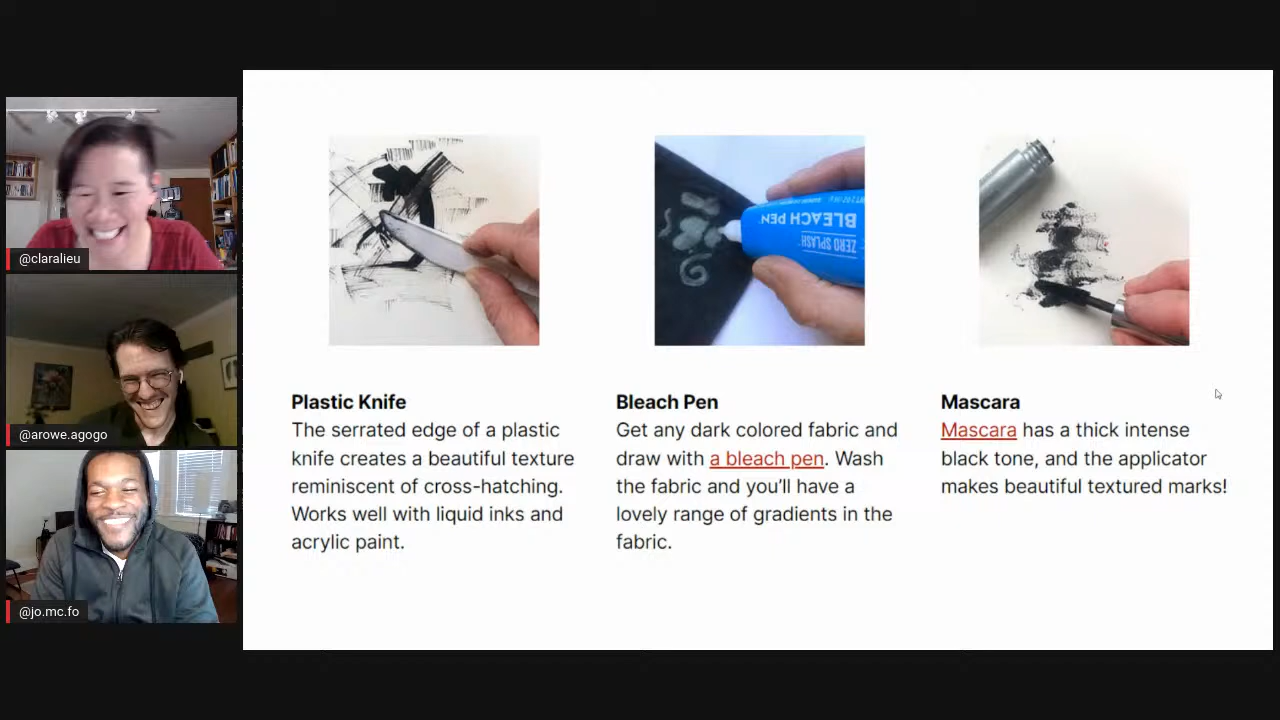 @claralieu
@arowe.agogo
@jo.mc.fo
BLEACH PEN
ZERO SPLASH
Plastic Knife
The serrated edge of a plastic
knife creates a beautiful texture
reminiscent of cross-hatching.
Works well with liquid inks and
acrylic paint.
Bleach Pen
Get any dark colored fabric and
draw with a bleach pen. Wash
the fabric and you’ll have a
lovely range of gradients in the
fabric.
Mascara
Mascara has a thick intense
black tone, and the applicator
makes beautiful textured marks!